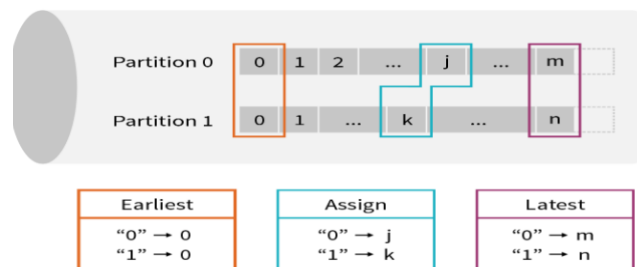 Partition 0 0 1 2 ... j ... m
Partition 1 0 1 ... k ... n
Earliest
"0" → 0
"1" → 0
Assign
"0" → j
"1" → k
Latest
"0" → m
"1" → n